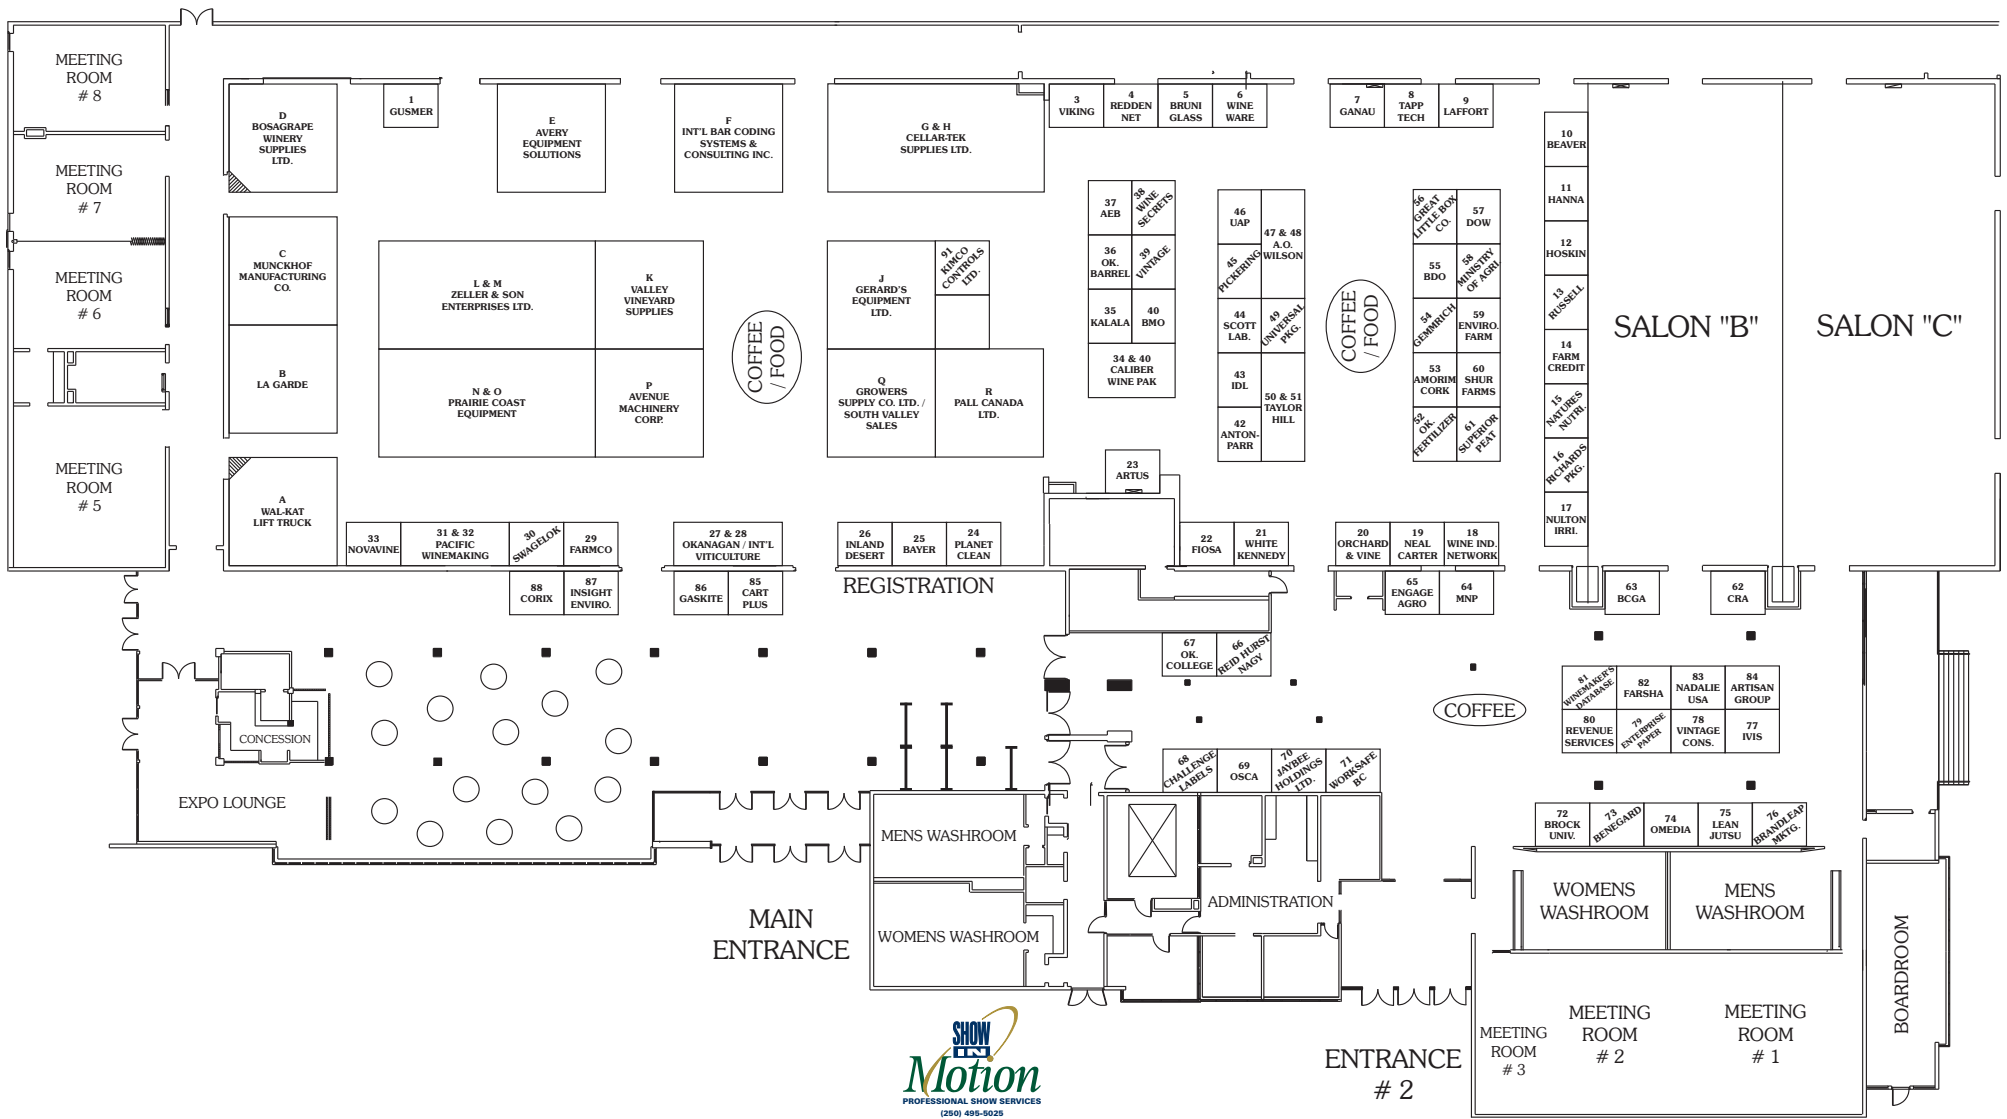 MEETING
ROOM
# 8
MEETING
ROOM
# 7
MEETING
ROOM
# 6
MEETING
ROOM
# 5
D
BOSAGRAPE
WINERY
SUPPLIES
LTD.
1
GUSMER
E
AVERY
EQUIPMENT
SOLUTIONS
F
INT'L BAR CODING
SYSTEMS &
CONSULTING INC.
G & H
CELLAR-TEK
SUPPLIES LTD.
3
VIKING
4
REDDEN
NET
5
BRUNI
GLASS
6
WINE
WARE
7
GANAU
8
TAPP
TECH
9
LAFFORT
10
BEAVER
11
HANNA
12
HOSKIN
13
RUSSELL
14
FARM
CREDIT
15
NATURES
NUTRI.
16
RICHARDS
PKG.
17
NULTON
IRRI.
SALON "B"
SALON "C"
C
MUNCKHOF
MANUFACTURING
CO.
B
LA GARDE
A
WAL-KAT
LIFT TRUCK
L & M
ZELLER & SON
ENTERPRISES LTD.
K
VALLEY
VINEYARD
SUPPLIES
N & O
PRAIRIE COAST
EQUIPMENT
P
AVENUE
MACHINERY
CORP.
COFFEE
/ FOOD
J
GERARD'S
EQUIPMENT
LTD.
91
KIMCO
CONTROLS
LTD.
Q
GROWERS
SUPPLY CO. LTD. /
SOUTH VALLEY
SALES
R
PALL CANADA
LTD.
37
AEB
38
WINE
SECRETS
36
OK.
BARREL
39
VINTAGE
35
KALALA
40
BMO
34 & 40
CALIBER
WINE PAK
46
UAP
47 & 48
A.O.
WILSON
45
PICKERING
44
SCOTT
LAB.
49
UNIVERSAL
PKG.
43
IDL
50 & 51
TAYLOR
HILL
42
ANTON-
PARR
COFFEE
/ FOOD
56
GREAT
LITTLE BOX
CO.
57
DOW
55
BDO
58
MINISTRY
OF AGRI.
54
GEMMRICH
59
ENVIRO.
FARM
53
AMORIM
CORK
60
SHUR
FARMS
52
OK.
FERTILIZER
61
SUPERIOR
PEAT
23
ARTUS
33
NOVAVINE
31 & 32
PACIFIC
WINEMAKING
30
SWAGELOK
29
FARMCO
27 & 28
OKANAGAN / INT'L
VITICULTURE
26
INLAND
DESERT
25
BAYER
24
PLANET
CLEAN
22
FIOSA
21
WHITE
KENNEDY
20
ORCHARD
& VINE
19
NEAL
CARTER
18
WINE IND.
NETWORK
88
CORIX
87
INSIGHT
ENVIRO.
86
GASKITE
85
CART
PLUS
REGISTRATION
65
ENGAGE
AGRO
64
MNP
63
BCGA
62
CRA
67
OK.
COLLEGE
66
REID HURST
NAGY
COFFEE
81
WINEMAKER'S
DATABASE
82
FARSHA
83
NADALIE
USA
84
ARTISAN
GROUP
80
REVENUE
SERVICES
79
ENTERPRISE
PAPER
78
VINTAGE
CONS.
77
IVIS
68
CHALLENGE
LABELS
69
OSCA
70
JAYBEE
HOLDINGS
LTD.
71
WORKSAFE
BC
72
BROCK
UNIV.
73
BENEGARD
74
OMEDIA
75
LEAN
JUTSU
76
BRANDLEAP
MKTG.
CONCESSION
EXPO LOUNGE
MENS WASHROOM
WOMENS WASHROOM
ADMINISTRATION
WOMENS
WASHROOM
MENS
WASHROOM
MAIN
ENTRANCE
BOARDROOM
MEETING
ROOM
# 3
MEETING
ROOM
# 2
MEETING
ROOM
# 1
ENTRANCE
# 2
SHOW
IN
Motion
PROFESSIONAL SHOW SERVICES
(250) 495-5025